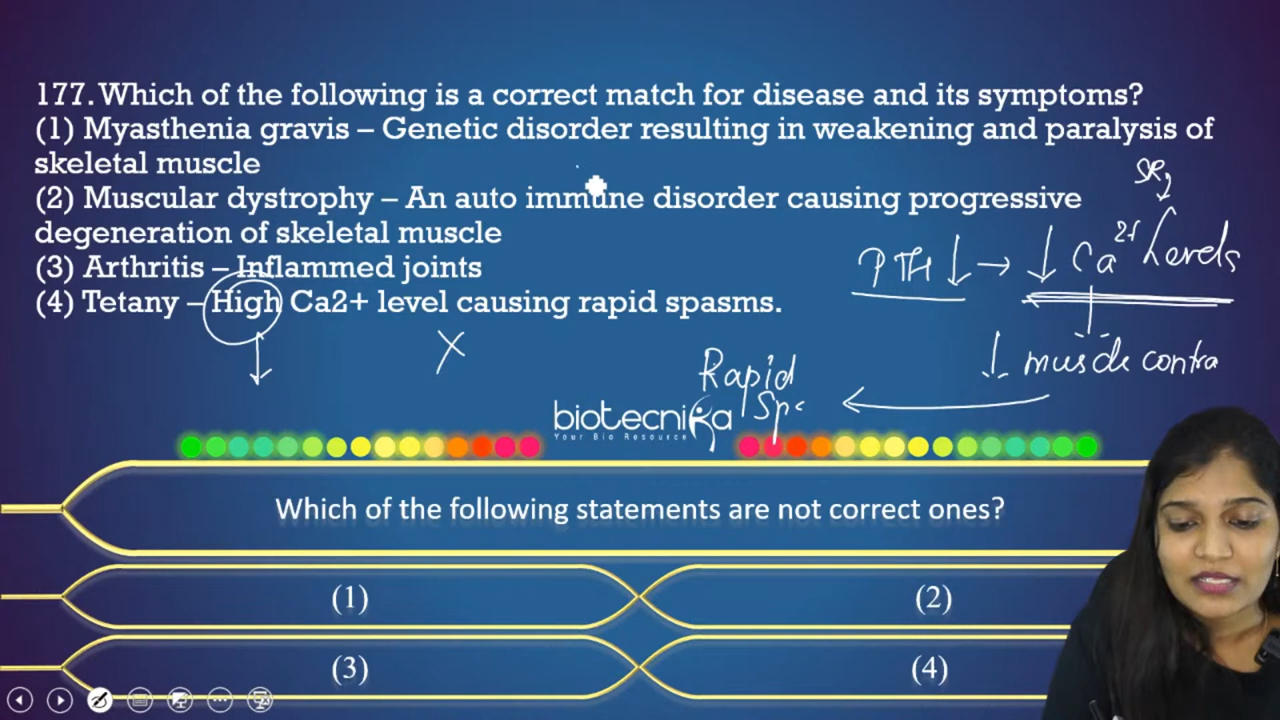 177. Which of the following is a correct match for disease and its symptoms?
(1) Myasthenia gravis – Genetic disorder resulting in weakening and paralysis of
skeletal muscle
(2) Muscular dystrophy – An auto immune disorder causing progressive
degeneration of skeletal muscle
(3) Arthritis – Inflammed joints
(4) Tetany – High Ca2+ level causing rapid spasms.
SR
PTH ↓ → ↓ Ca2+ levels
↓ muscle contra
Rapid
Spa
biotecnika
Your Bio Resource
Which of the following statements are not correct ones?
(1) (2)
(3) (4)